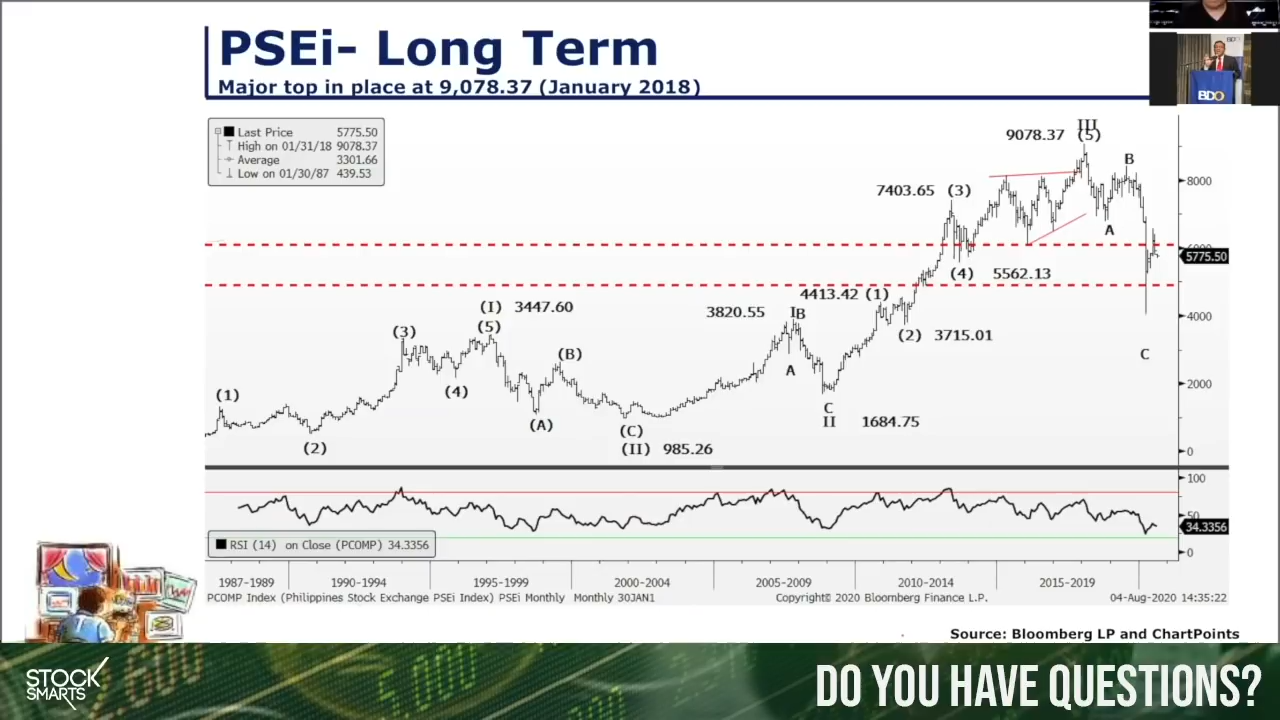 PSEi- Long Term
Major top in place at 9,078.37 (January 2018)
BDO
BDO
Last Price 5775.50
High on 01/31/18 9078.37
Average 3301.66
Low on 01/30/87 439.53
III
9078.37 (5)
B
8000
7403.65 (3)
A
6000
5775.50
(4) 5562.13
4413.42 (1)
(I) 3447.60
3820.55 IB
4000
(3) (5)
(2) 3715.01
(B)
C
A
2000
(1)
(4)
C
II 1684.75
(A)
(C)
(2)
(II) 985.26
0
100
50
34.3356
RSI (14) on Close (PCOMP) 34.3356
0
1987-1989 1990-1994 1995-1999 2000-2004 2005-2009 2010-2014 2015-2019
PCOMP Index (Philippines Stock Exchange PSEi Index) PSEi Monthly Monthly 30JAN1 Copyright 2020 Bloomberg Finance L.P. 04-Aug-2020 14:35:22
Source: Bloomberg LP and ChartPoints
STOCK
SMARTS
DO YOU HAVE QUESTIONS?